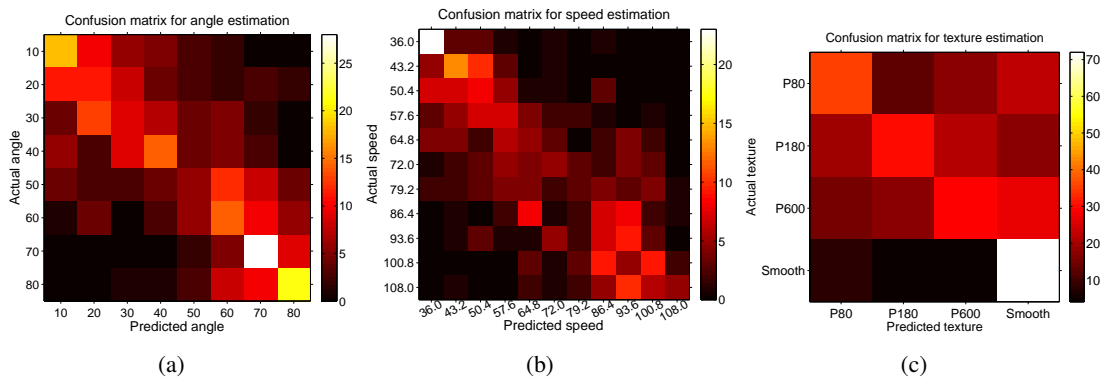 Confusion matrix for angle estimation
10
20
30
40
50
60
70
80
Actual angle
10 20 30 40 50 60 70 80
Predicted angle
25
20
15
10
5
0
(a)
Confusion matrix for speed estimation
36.0
43.2
50.4
57.6
64.8
72.0
79.2
86.4
93.6
100.8
108.0
Actual speed
36.0 43.2 50.4 57.6 64.8 72.0 79.2 86.4 93.6 100.8 108.0
Predicted speed
20
15
10
5
0
(b)
Confusion matrix for texture estimation
P80
P180
P600
Smooth
Actual texture
P80 P180 P600 Smooth
Predicted texture
70
60
50
40
30
20
10
(c)